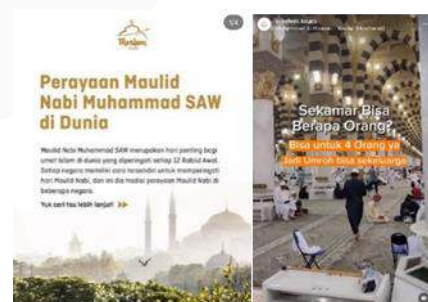 1/4
Perayaan Maulid
Nabi Muhammad SAW
di Dunia
Maulid Nabi Muhammad SAW merupakan hari penting bagi
umat Islam di dunia yang diperingati setiap 12 Rabiul Awal.
Setiap negara memiliki cara tersendiri untuk memperingati
hari Maulid Nabi, dan ini dia tradisi perayaan Maulid Nabi di
beberapa negara.
Yuk cari tau lebih lanjut!
Sekamar Bisa
Berapa Orang?
Bisa untuk 4 Orang ya
Jadi Umroh bisa sekeluarga